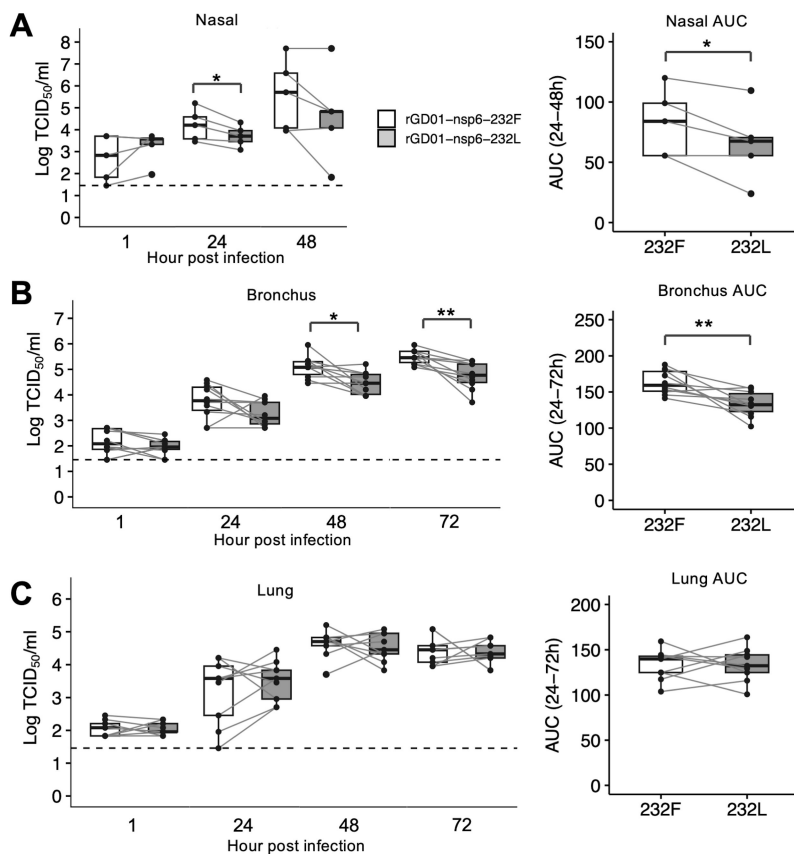 A
Nasal
Log TCID50/ml
8
7
6
5
4
3
2
1
0
*
1
24
48
Hour post infection
rGD01–nsp6–232F
rGD01–nsp6–232L
Nasal AUC
AUC (24–48h)
150
100
50
0
*
232F
232L
B
Bronchus
Log TCID50/ml
7
6
5
4
3
2
1
0
*
**
1
24
48
72
Hour post infection
Bronchus AUC
AUC (24–72h)
250
200
150
100
50
0
**
232F
232L
C
Lung
Log TCID50/ml
6
5
4
3
2
1
0
1
24
48
72
Hour post infection
Lung AUC
AUC (24–72h)
200
150
100
50
0
232F
232L